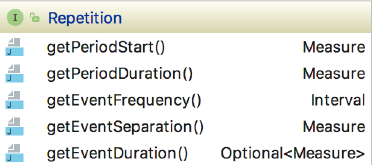 I Repetition
getPeriodStart() Measure
getPeriodDuration() Measure
getEventFrequency() Interval
getEventSeparation() Measure
getEventDuration() Optional<Measure>